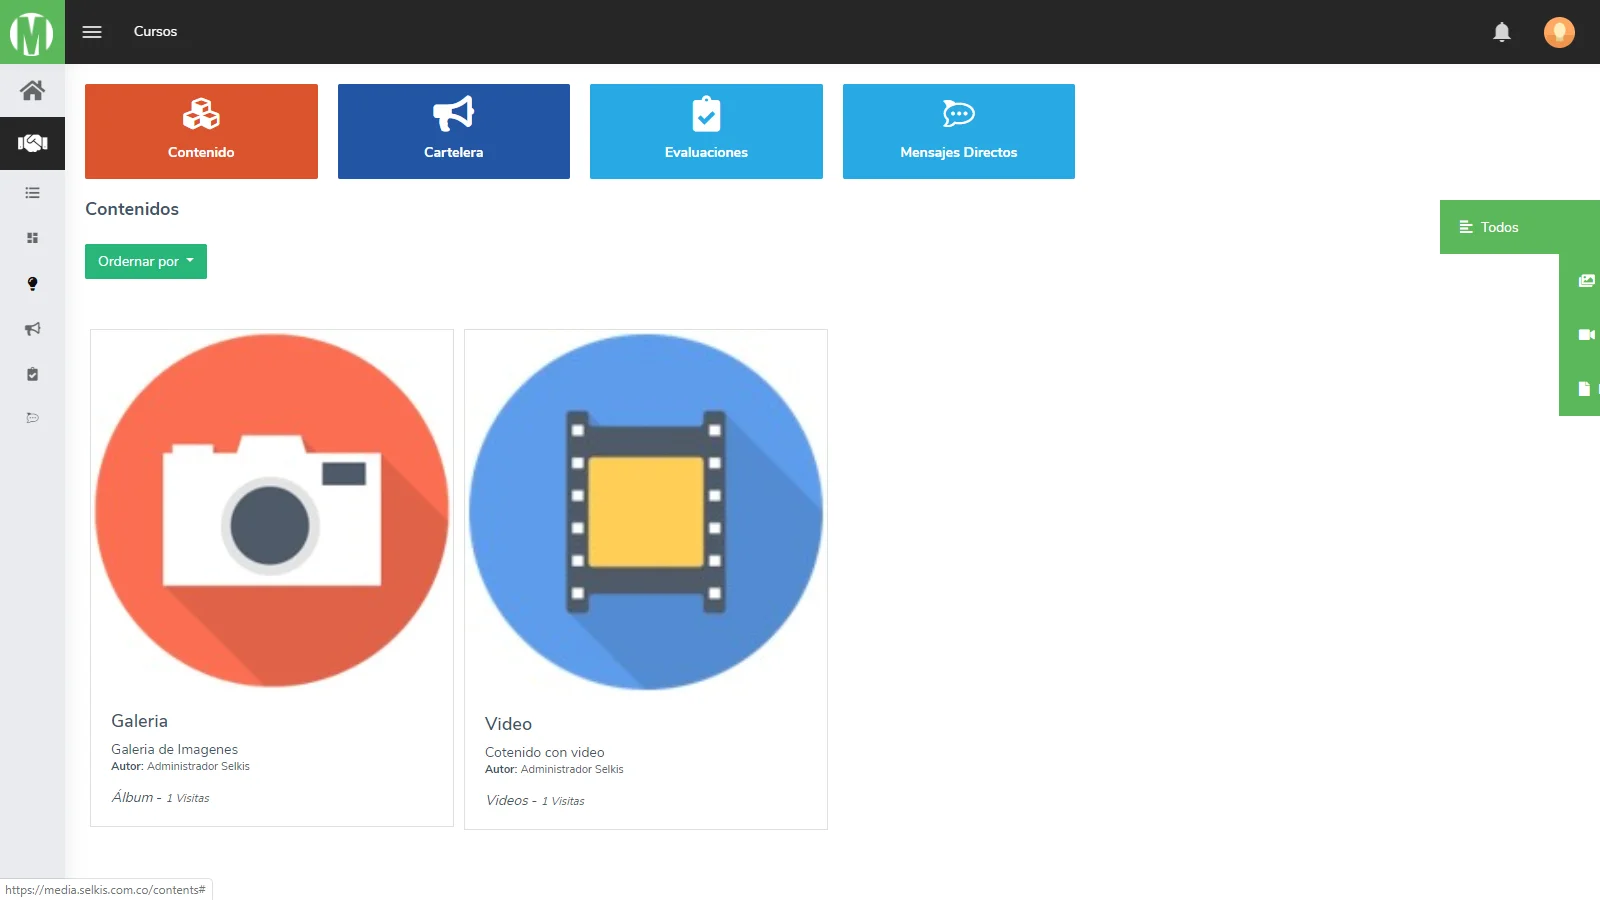 M
Cursos
Contenido
Cartelera
Evaluaciones
Mensajes Directos
Contenidos
Todos
Ordernar por
Galeria
Galeria de Imagenes
Autor: Administrador Selkis
Álbum - 1 Visitas
Video
Cotenido con video
Autor: Administrador Selkis
Videos - 1 Visitas
https://media.selkis.com.co/contents#